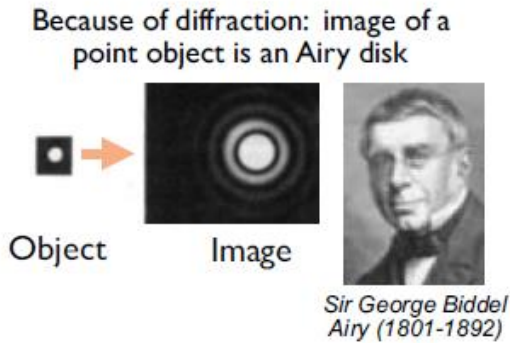 Because of diffraction: image of a
point object is an Airy disk
Object
Image
Sir George Biddel
Airy (1801-1892)